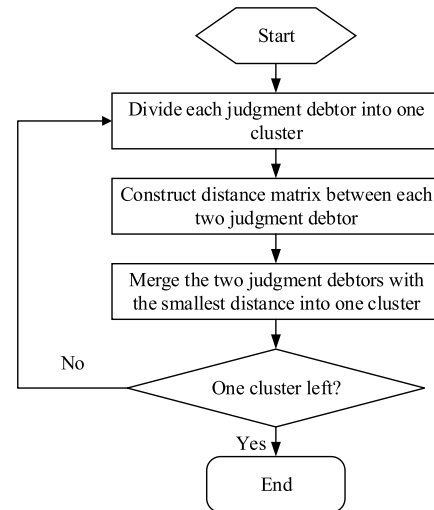 Start
Divide each judgment debtor into one
cluster
Construct distance matrix between each
two judgment debtor
Merge the two judgment debtors with
the smallest distance into one cluster
No
One cluster left?
Yes
End